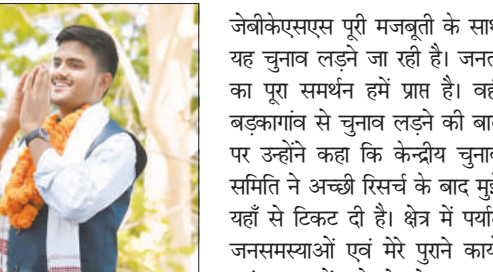 जेबीकेएसएस पूरी मजबूती के साथ
यह चुनाव लड़ने जा रही है। जनता
का पूरा समर्थन हमें प्राप्त है। वहीं
बड़कागांव से चुनाव लड़ने की बात
पर उन्होंने कहा कि केन्द्रीय चुनाव
समिति ने अच्छी रिसर्च के बाद मुझे
यहाँ से टिकट दी है। क्षेत्र में
जनसमस्याओं एवं मेरे पुराने